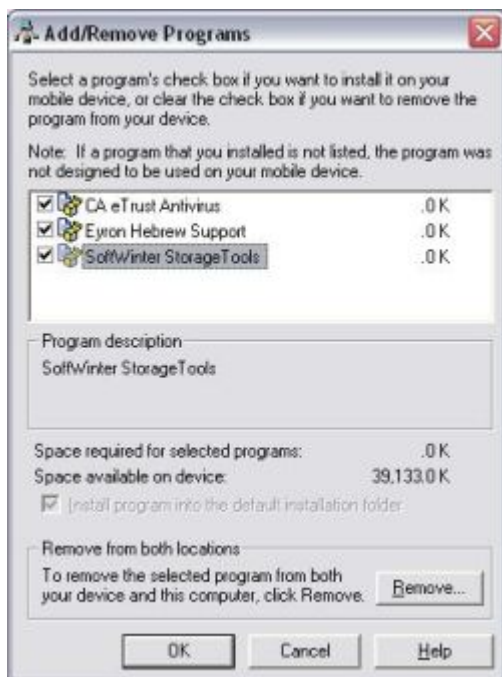 Add/Remove Programs
Select a program's check box if you want to install it on your
mobile device, or clear the check box if you want to remove the
program from your device.
Note: If a program that you installed is not listed, the program was
not designed to be used on your mobile device.
CA eTrust Antivirus .0 K
Eyron Hebrew Support .0 K
SoftWinter StorageTools .0 K
Program description
SoftWinter StorageTools
Space required for selected programs: .0 K
Space available on device: 39,133.0 K
Install program into the default installation folder
Remove from both locations
To remove the selected program from both
your device and this computer, click Remove.
Remove...
OK Cancel Help